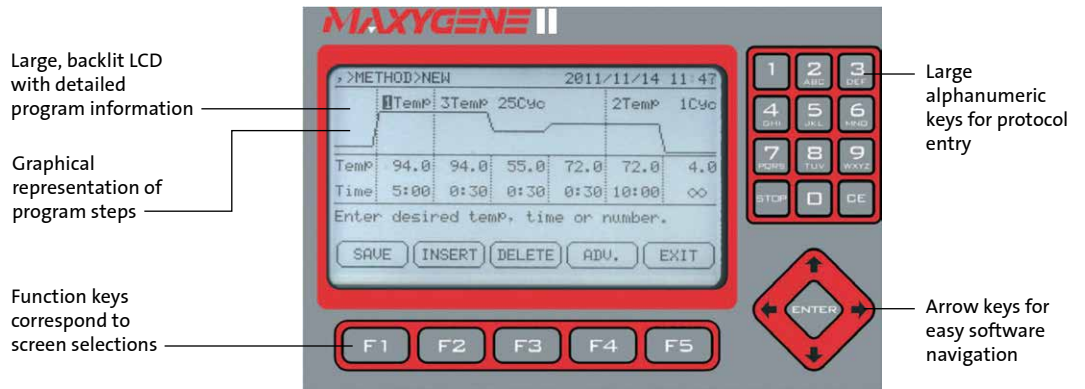 MAXYGENE II
Large, backlit LCD
with detailed
program information
Graphical
representation of
program steps
Function keys
correspond to
screen selections
>METHOD>NEW 2011/11/14 11:47
1Temp 3Temp 25Cyc 2Temp 1Cyc
Temp 94.0 94.0 55.0 72.0 72.0 4.0
Time 5:00 0:30 0:30 0:30 10:00 ∞
Enter desired temp, time or number.
SAVE INSERT DELETE ADV. EXIT
F1 F2 F3 F4 F5
1 2 ABC 3 DEF
4 GHI 5 JKL 6 MNO
7 PQRS 8 TUV 9 WXYZ
STOP 0 CE
ENTER
Large
alphanumeric
keys for protocol
entry
Arrow keys for
easy software
navigation